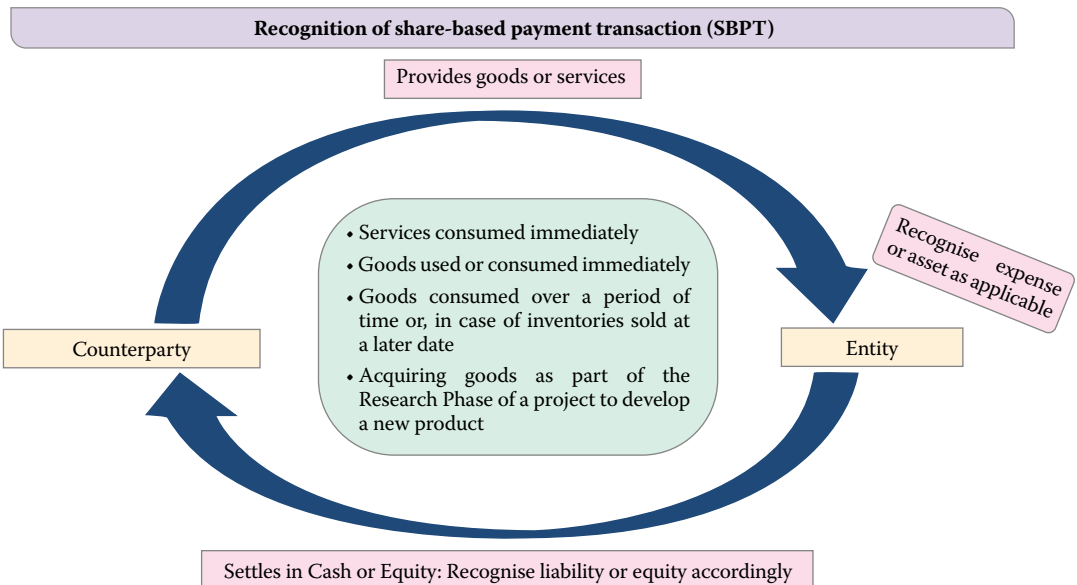 Recognition of share-based payment transaction (SBPT)
Provides goods or services
Recognise expense
or asset as applicable
• Services consumed immediately
• Goods used or consumed immediately
• Goods consumed over a period of
time or, in case of inventories sold at
a later date
• Acquiring goods as part of the
Research Phase of a project to develop
a new product
Counterparty
Entity
Settles in Cash or Equity: Recognise liability or equity accordingly